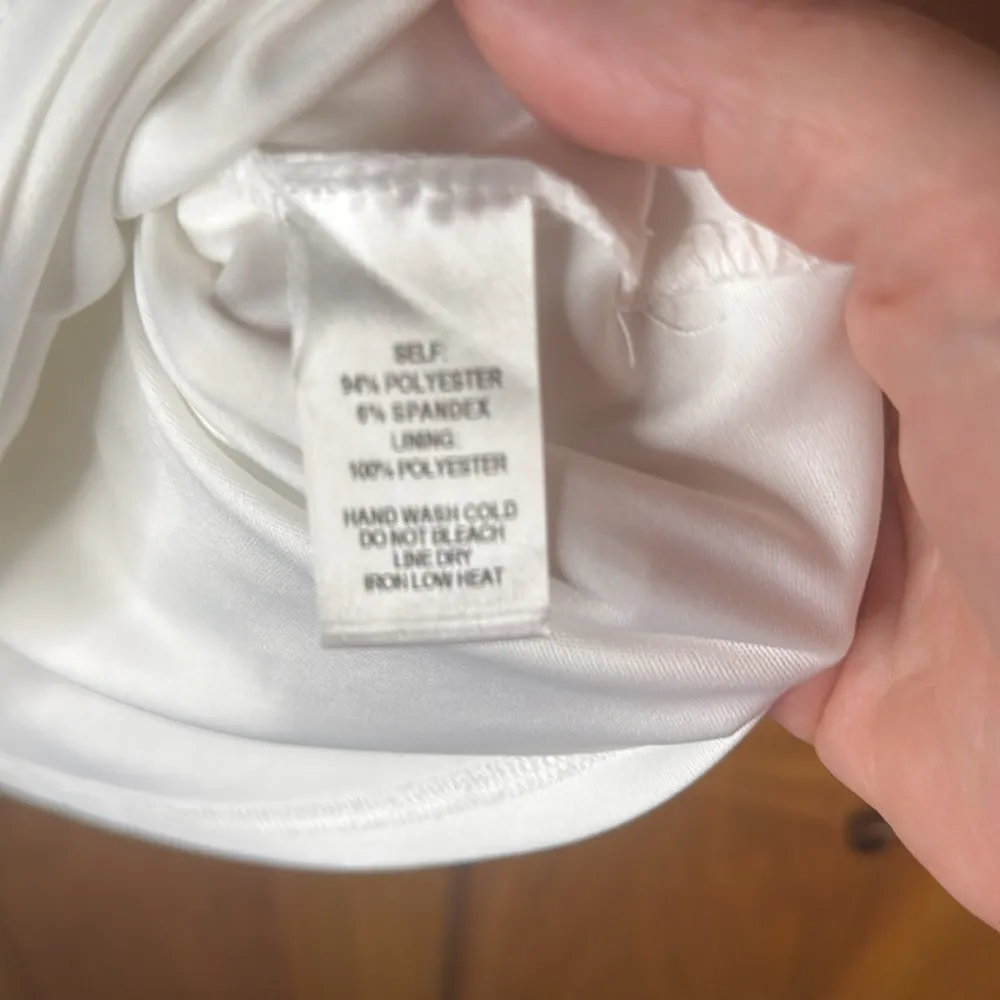 SELF:
94% POLYESTER
6% SPANDEX
LINING:
100% POLYESTER
HAND WASH COLD
DO NOT BLEACH
LINE DRY
IRON LOW HEAT